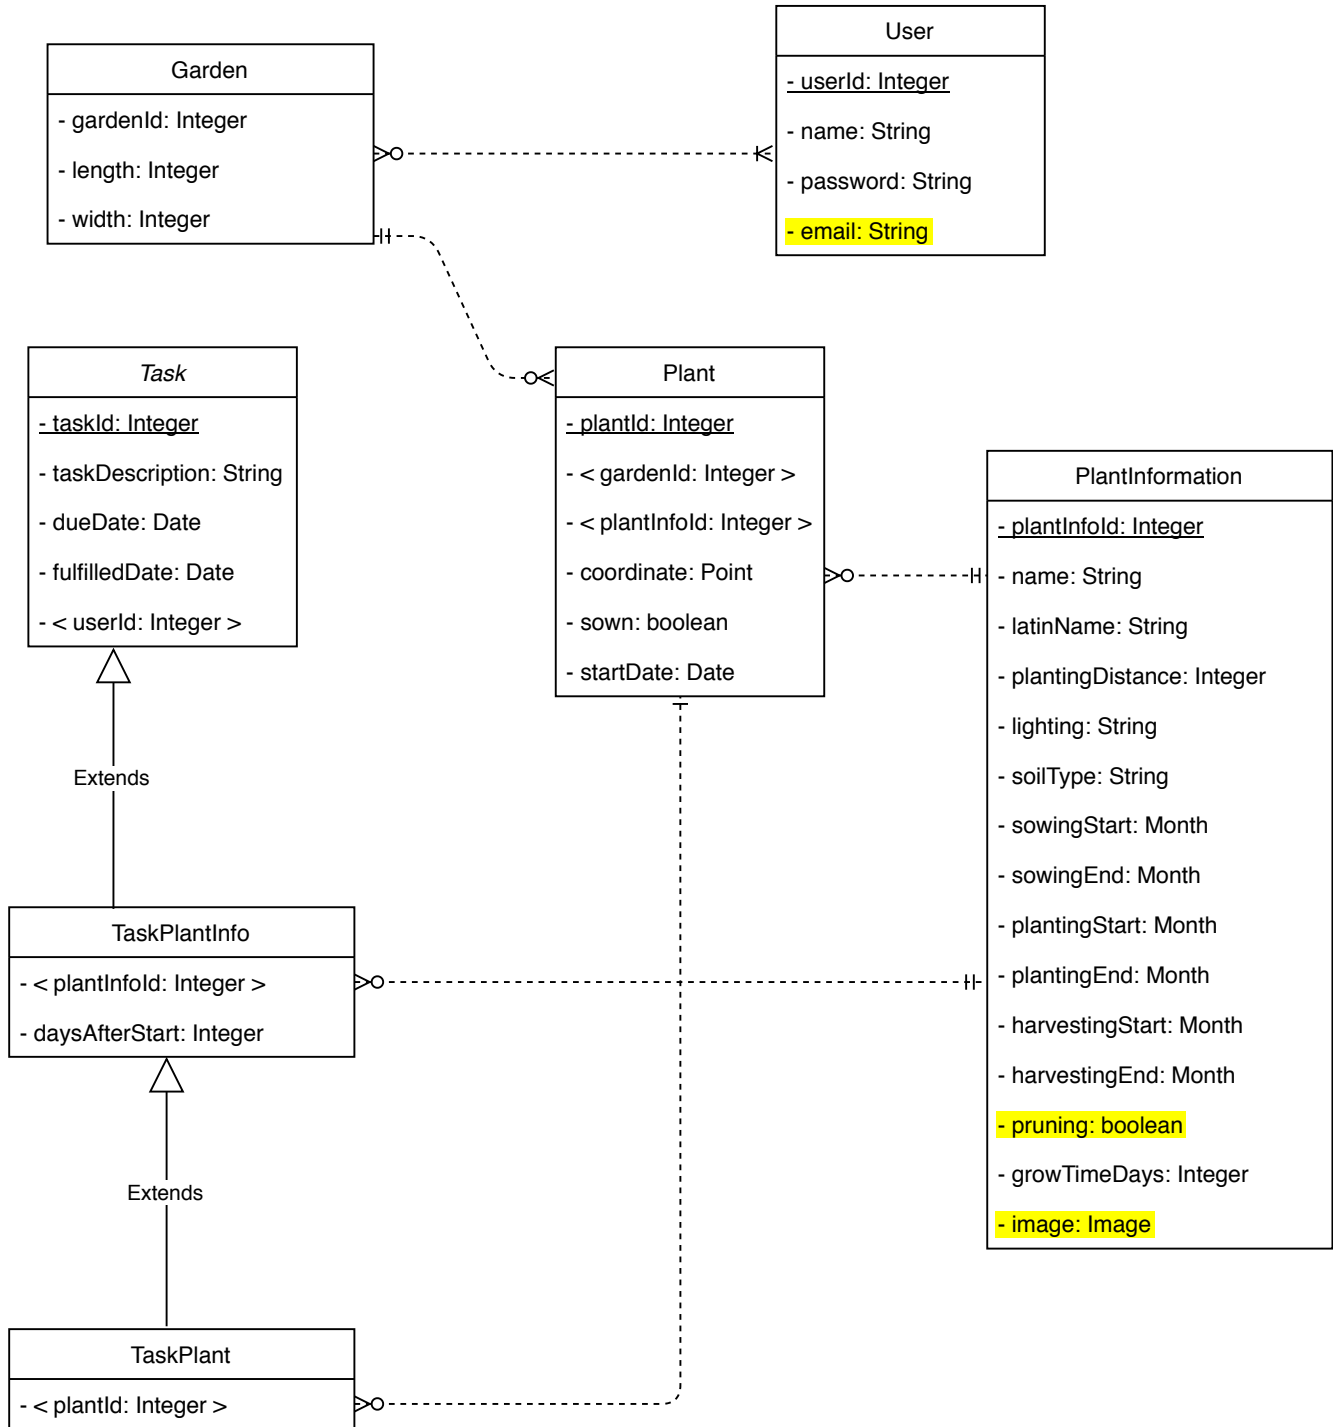 User
- userId: Integer
- name: String
- password: String
- email: String
Garden
- gardenId: Integer
- length: Integer
- width: Integer
Task
- taskId: Integer
- taskDescription: String
- dueDate: Date
- fulfilledDate: Date
- < userId: Integer >
Plant
- plantId: Integer
- < gardenId: Integer >
- < plantInfoId: Integer >
- coordinate: Point
- sown: boolean
- startDate: Date
PlantInformation
- plantInfoId: Integer
- name: String
- latinName: String
- plantingDistance: Integer
- lighting: String
- soilType: String
- sowingStart: Month
- sowingEnd: Month
- plantingStart: Month
- plantingEnd: Month
- harvestingStart: Month
- harvestingEnd: Month
- pruning: boolean
- growTimeDays: Integer
- image: Image
Extends
TaskPlantInfo
- < plantInfoId: Integer >
- daysAfterStart: Integer
Extends
TaskPlant
- < plantId: Integer >